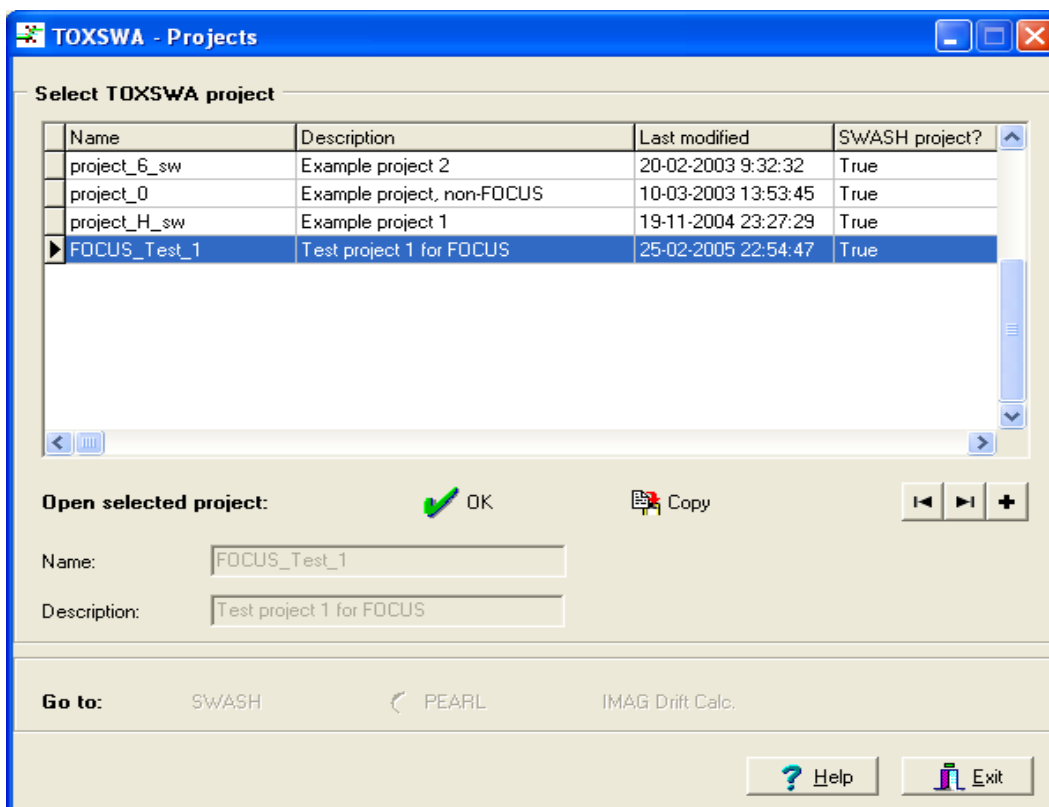 TOXSWA - Projects
Select TOXSWA project
Name Description Last modified SWASH project?
project_6_sw Example project 2 20-02-2003 9:32:32 True
project_0 Example project, non-FOCUS 10-03-2003 13:53:45 True
project_H_sw Example project 1 19-11-2004 23:27:29 True
FOCUS_Test_1 Test project 1 for FOCUS 25-02-2005 22:54:47 True
Open selected project: OK Copy
Name: FOCUS_Test_1
Description: Test project 1 for FOCUS
Go to: SWASH PEARL IMAG Drift Calc.
Help Exit